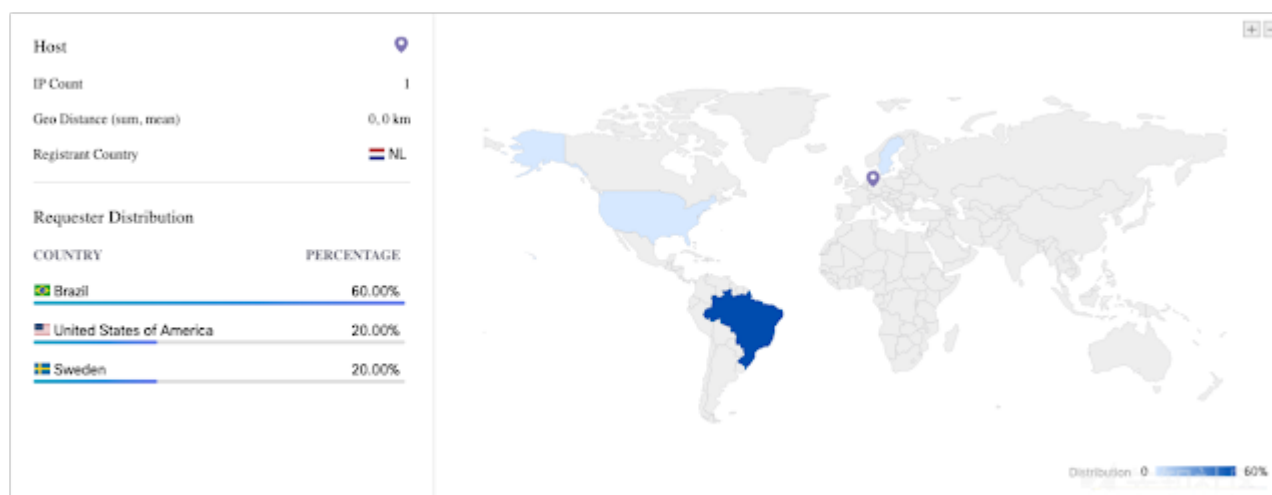 Host
IP Count 1
Geo Distance (sum, mean) 0, 0 km
Registrant Country NL
Requester Distribution
COUNTRY PERCENTAGE
Brazil 60.00%
United States of America 20.00%
Sweden 20.00%
+
Distribution 0 60%